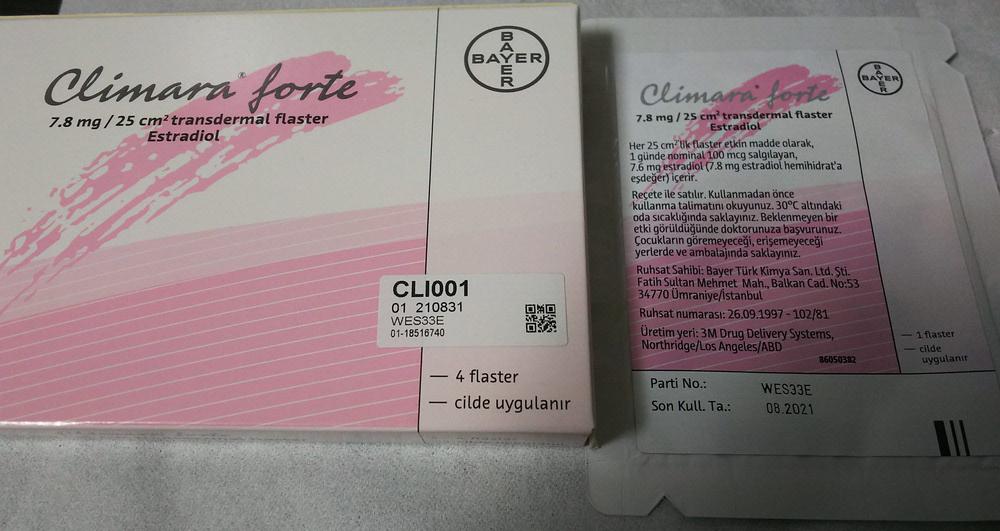 Climara® forte
7.8 mg / 25 cm² transdermal flaster
Estradiol
BAYER
BAYER
CLI001
01 210831
WES33E
01-18516740
— 4 flaster
— cilde uygulanır
Climara® forte
7.8 mg / 25 cm² transdermal flaster
Estradiol
BAYER
BAYER
Her 25 cm²'lik flaster etkin madde olarak,
1 günde nominal 100 mcg salgılayan,
7.6 mg estradiol (7.8 mg estradiol hemihidrat'a
eşdeğer) içerir.
Reçete ile satılır. Kullanmadan önce
kullanma talimatını okuyunuz. 30°C altındaki
oda sıcaklığında saklayınız. Beklenmeyen bir
etki görüldüğünde doktorunuza başvurunuz.
Çocukların göremeyeceği, erişemeyeceği
yerlerde ve ambalajında saklayınız.
Ruhsat Sahibi: Bayer Türk Kimya San. Ltd. Şti.
Fatih Sultan Mehmet Mah., Balkan Cad. No:53
34770 Ümraniye/İstanbul
Ruhsat numarası: 26.09.1997 - 102/81
Üretim yeri: 3M Drug Delivery Systems,
Northridge/Los Angeles/ABD
86050382
— 1 flaster
— cilde
uygulanır
Parti No.: WES33E
Son Kull. Ta.: 08.2021